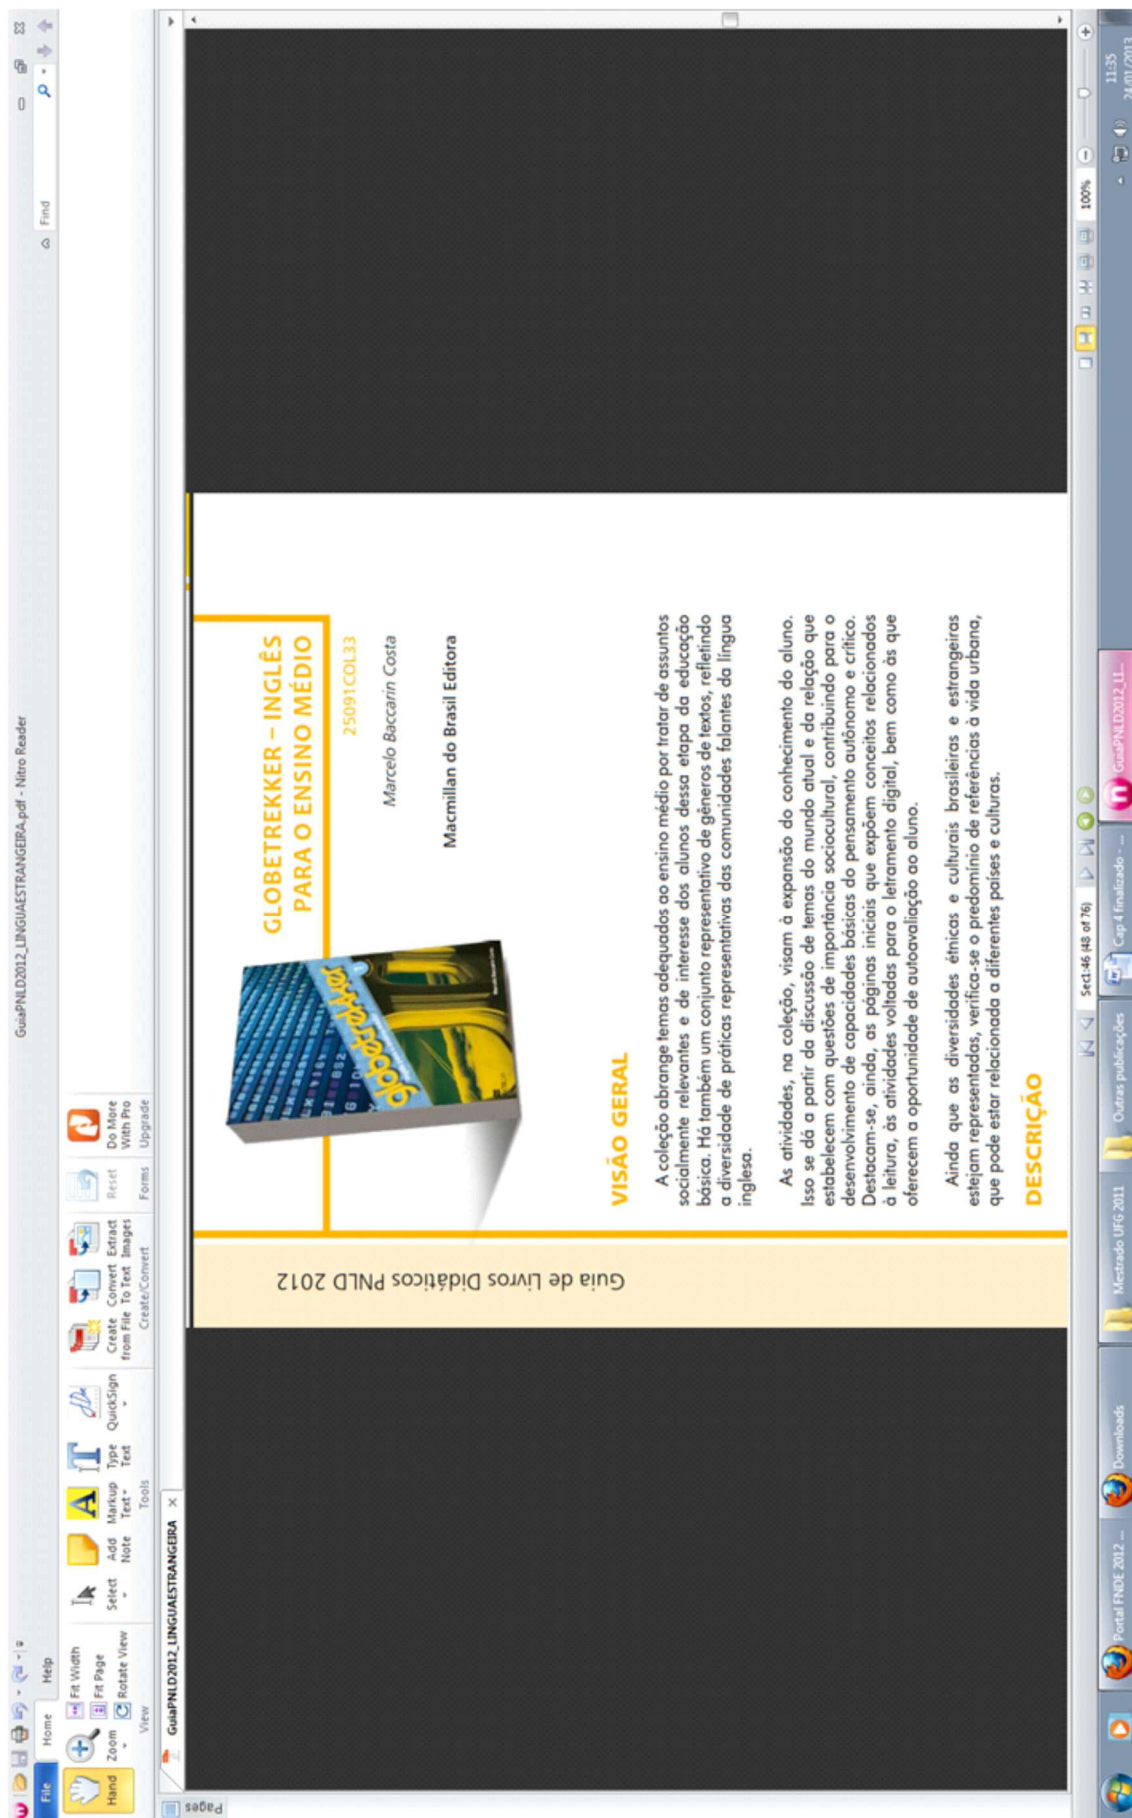 GuiaPNLD2012_LINGUAESTRANGEIRA.pdf - Nitro Reader
File
Home
Help
Find
Hand
Zoom
Fit Width
Fit Page
Rotate View
View
Select
Add
Note
Markup
Text
Type
Text
QuickSign
Tools
Create
from File
Convert
To Text
Extract
Images
Create/Convert
Reset
Forms
Do More
With Pro
Upgrade
GuiaPNLD2012_LINGUAESTRANGEIRA
Pages
Guia de Livros Didáticos PNLD 2012
globetrekker
GLOBETREKKER – INGLÊS
PARA O ENSINO MÉDIO
25091COL33
Marcelo Baccarin Costa
Macmillan do Brasil Editora
VISÃO GERAL
A coleção abrange temas adequados ao ensino médio por tratar de assuntos
socialmente relevantes e de interesse dos alunos dessa etapa da educação
básica. Há também um conjunto representativo de gêneros de textos, refletindo
a diversidade de práticas representativas das comunidades falantes da língua
inglesa.
As atividades, na coleção, visam à expansão do conhecimento do aluno.
Isso se dá a partir da discussão de temas do mundo atual e da relação que
estabelecem com questões de importância sociocultural, contribuindo para o
desenvolvimento de capacidades básicas do pensamento autônomo e crítico.
Destacam-se, ainda, as páginas iniciais que expõem conceitos relacionados
à leitura, às atividades voltadas para o letramento digital, bem como às que
oferecem a oportunidade de autoavaliação ao aluno.
Ainda que as diversidades étnicas e culturais brasileiras e estrangeiras
estejam representadas, verifica-se o predomínio de referências à vida urbana,
que pode estar relacionada a diferentes países e culturas.
DESCRIÇÃO
Sec1:46 (48 of 76)
100%
Portal FNDE 2012 ...
Downloads
Mestrado UFG 2011
Outras publicações
Cap 4 finalizado - ...
GuiaPNLD2012_LI...
11:35
24/01/2013